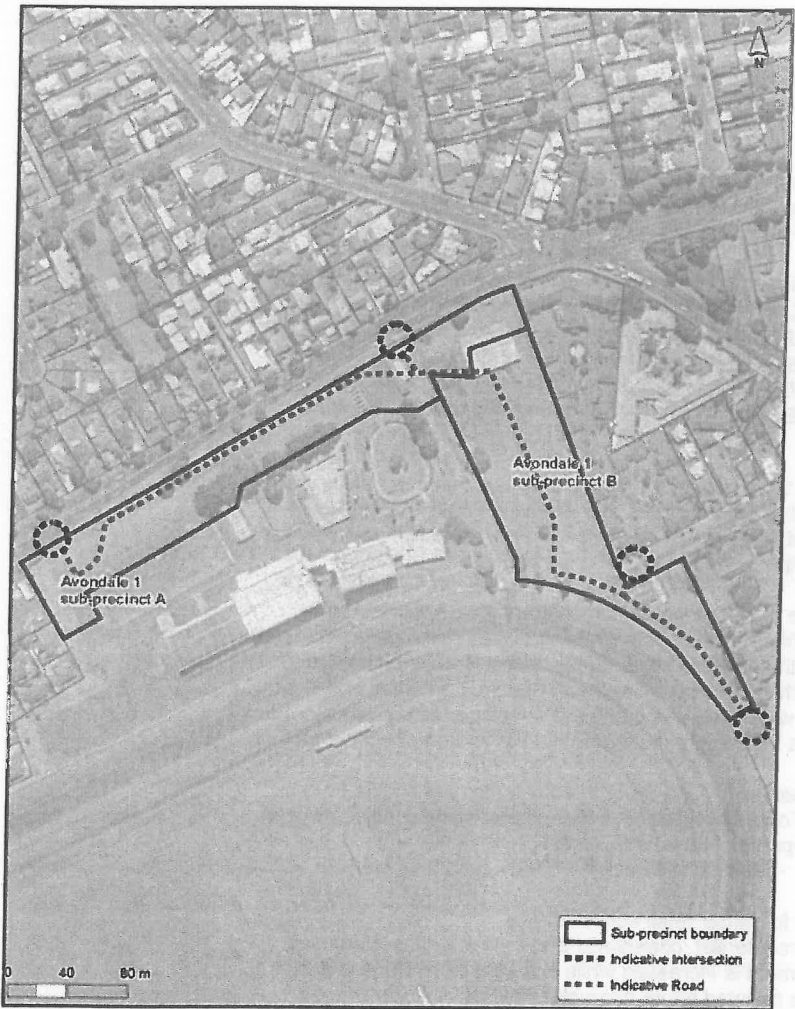 N
Avondale 1
sub-precinct B
Avondale 1
sub-precinct A
Sub-precinct boundary
Indicative Intersection
Indicative Road
0 40 80 m